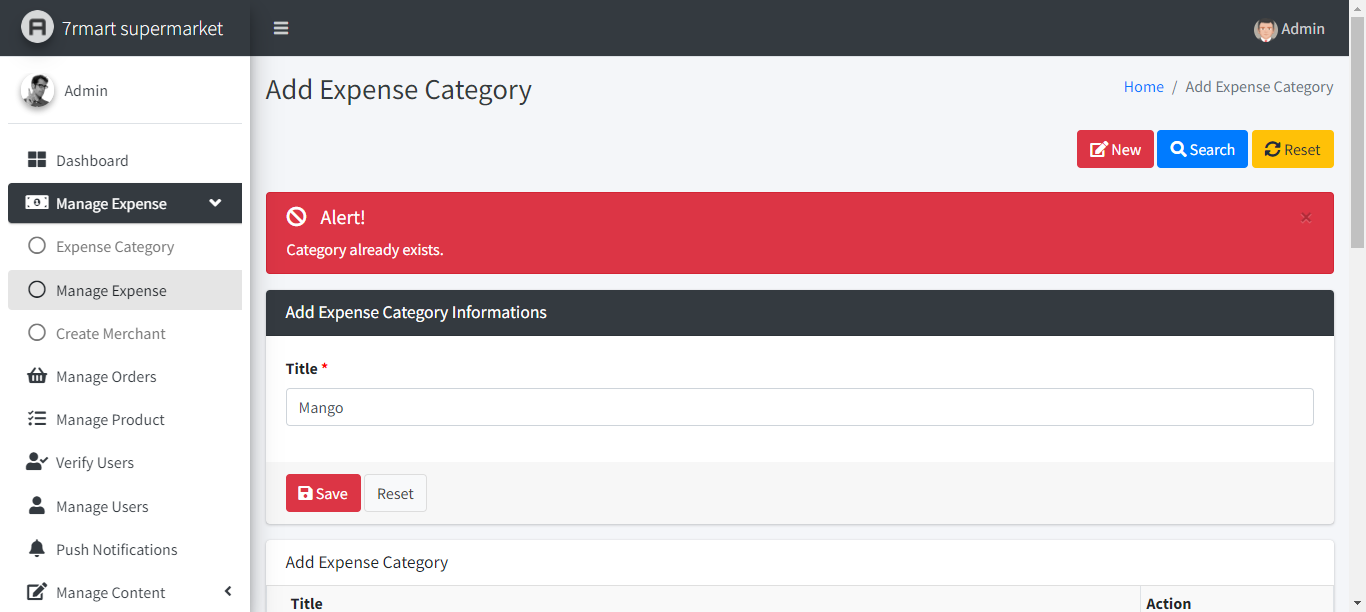 7rmart supermarket
Admin
Admin
Add Expense Category
Home / Add Expense Category
New Search Reset
Dashboard
Manage Expense
Expense Category
Manage Expense
Create Merchant
Manage Orders
Manage Product
Verify Users
Manage Users
Push Notifications
Manage Content
Alert! ×
Category already exists.
Add Expense Category Informations
Title *
Mango
Save Reset
Add Expense Category
Title Action